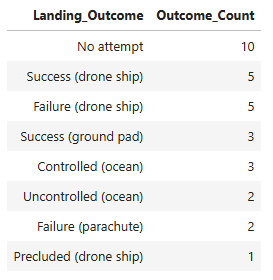 Landing_Outcome Outcome_Count
No attempt 10
Success (drone ship) 5
Failure (drone ship) 5
Success (ground pad) 3
Controlled (ocean) 3
Uncontrolled (ocean) 2
Failure (parachute) 2
Precluded (drone ship) 1